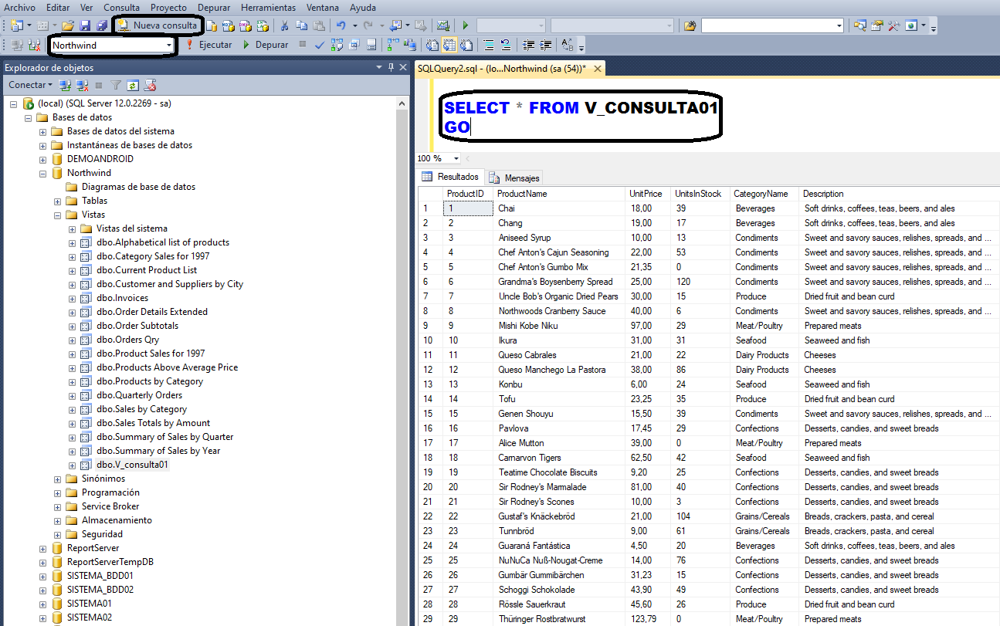 Archivo Editar Ver Consulta Proyecto Depurar Herramientas Ventana Ayuda
Nueva consulta
Northwind Ejecutar Depurar
Explorador de objetos
Conectar
(local) (SQL Server 12.0.2269 - sa)
Bases de datos
Bases de datos del sistema
Instantáneas de bases de datos
DEMOANDROID
Northwind
Diagramas de base de datos
Tablas
Vistas
Vistas del sistema
dbo.Alphabetical list of products
dbo.Category Sales for 1997
dbo.Current Product List
dbo.Customer and Suppliers by City
dbo.Invoices
dbo.Order Details Extended
dbo.Order Subtotals
dbo.Orders Qry
dbo.Product Sales for 1997
dbo.Products Above Average Price
dbo.Products by Category
dbo.Quarterly Orders
dbo.Sales by Category
dbo.Sales Totals by Amount
dbo.Summary of Sales by Quarter
dbo.Summary of Sales by Year
dbo.V_consulta01
Sinónimos
Programación
Service Broker
Almacenamiento
Seguridad
ReportServer
ReportServerTempDB
SISTEMA_BDD01
SISTEMA_BDD02
SISTEMA01
SISTEMA02
SQLQuery2.sql - (lo...Northwind (sa (54))*
SELECT * FROM V_CONSULTA01
GO
100 %
Resultados Mensajes
ProductID ProductName UnitPrice UnitsInStock CategoryName Description
1 1 Chai 18,00 39 Beverages Soft drinks, coffees, teas, beers, and ales
2 2 Chang 19,00 17 Beverages Soft drinks, coffees, teas, beers, and ales
3 3 Aniseed Syrup 10,00 13 Condiments Sweet and savory sauces, relishes, spreads, and ...
4 4 Chef Anton's Cajun Seasoning 22,00 53 Condiments Sweet and savory sauces, relishes, spreads, and ...
5 5 Chef Anton's Gumbo Mix 21,35 0 Condiments Sweet and savory sauces, relishes, spreads, and ...
6 6 Grandma's Boysenberry Spread 25,00 120 Condiments Sweet and savory sauces, relishes, spreads, and ...
7 7 Uncle Bob's Organic Dried Pears 30,00 15 Produce Dried fruit and bean curd
8 8 Northwoods Cranberry Sauce 40,00 6 Condiments Sweet and savory sauces, relishes, spreads, and ...
9 9 Mishi Kobe Niku 97,00 29 Meat/Poultry Prepared meats
10 10 Ikura 31,00 31 Seafood Seaweed and fish
11 11 Queso Cabrales 21,00 22 Dairy Products Cheeses
12 12 Queso Manchego La Pastora 38,00 86 Dairy Products Cheeses
13 13 Konbu 6,00 24 Seafood Seaweed and fish
14 14 Tofu 23,25 35 Produce Dried fruit and bean curd
15 15 Genen Shouyu 15,50 39 Condiments Sweet and savory sauces, relishes, spreads, and ...
16 16 Pavlova 17,45 29 Confections Desserts, candies, and sweet breads
17 17 Alice Mutton 39,00 0 Meat/Poultry Prepared meats
18 18 Carnarvon Tigers 62,50 42 Seafood Seaweed and fish
19 19 Teatime Chocolate Biscuits 9,20 25 Confections Desserts, candies, and sweet breads
20 20 Sir Rodney's Marmalade 81,00 40 Confections Desserts, candies, and sweet breads
21 21 Sir Rodney's Scones 10,00 3 Confections Desserts, candies, and sweet breads
22 22 Gustaf's Knäckebröd 21,00 104 Grains/Cereals Breads, crackers, pasta, and cereal
23 23 Tunnbröd 9,00 61 Grains/Cereals Breads, crackers, pasta, and cereal
24 24 Guaraná Fantástica 4,50 20 Beverages Soft drinks, coffees, teas, beers, and ales
25 25 NuNuCa Nuß-Nougat-Creme 14,00 76 Confections Desserts, candies, and sweet breads
26 26 Gumbär Gummibärchen 31,23 15 Confections Desserts, candies, and sweet breads
27 27 Schoggi Schokolade 43,90 49 Confections Desserts, candies, and sweet breads
28 28 Rössle Sauerkraut 45,60 26 Produce Dried fruit and bean curd
29 29 Thüringer Rostbratwurst 123,79 0 Meat/Poultry Prepared meats